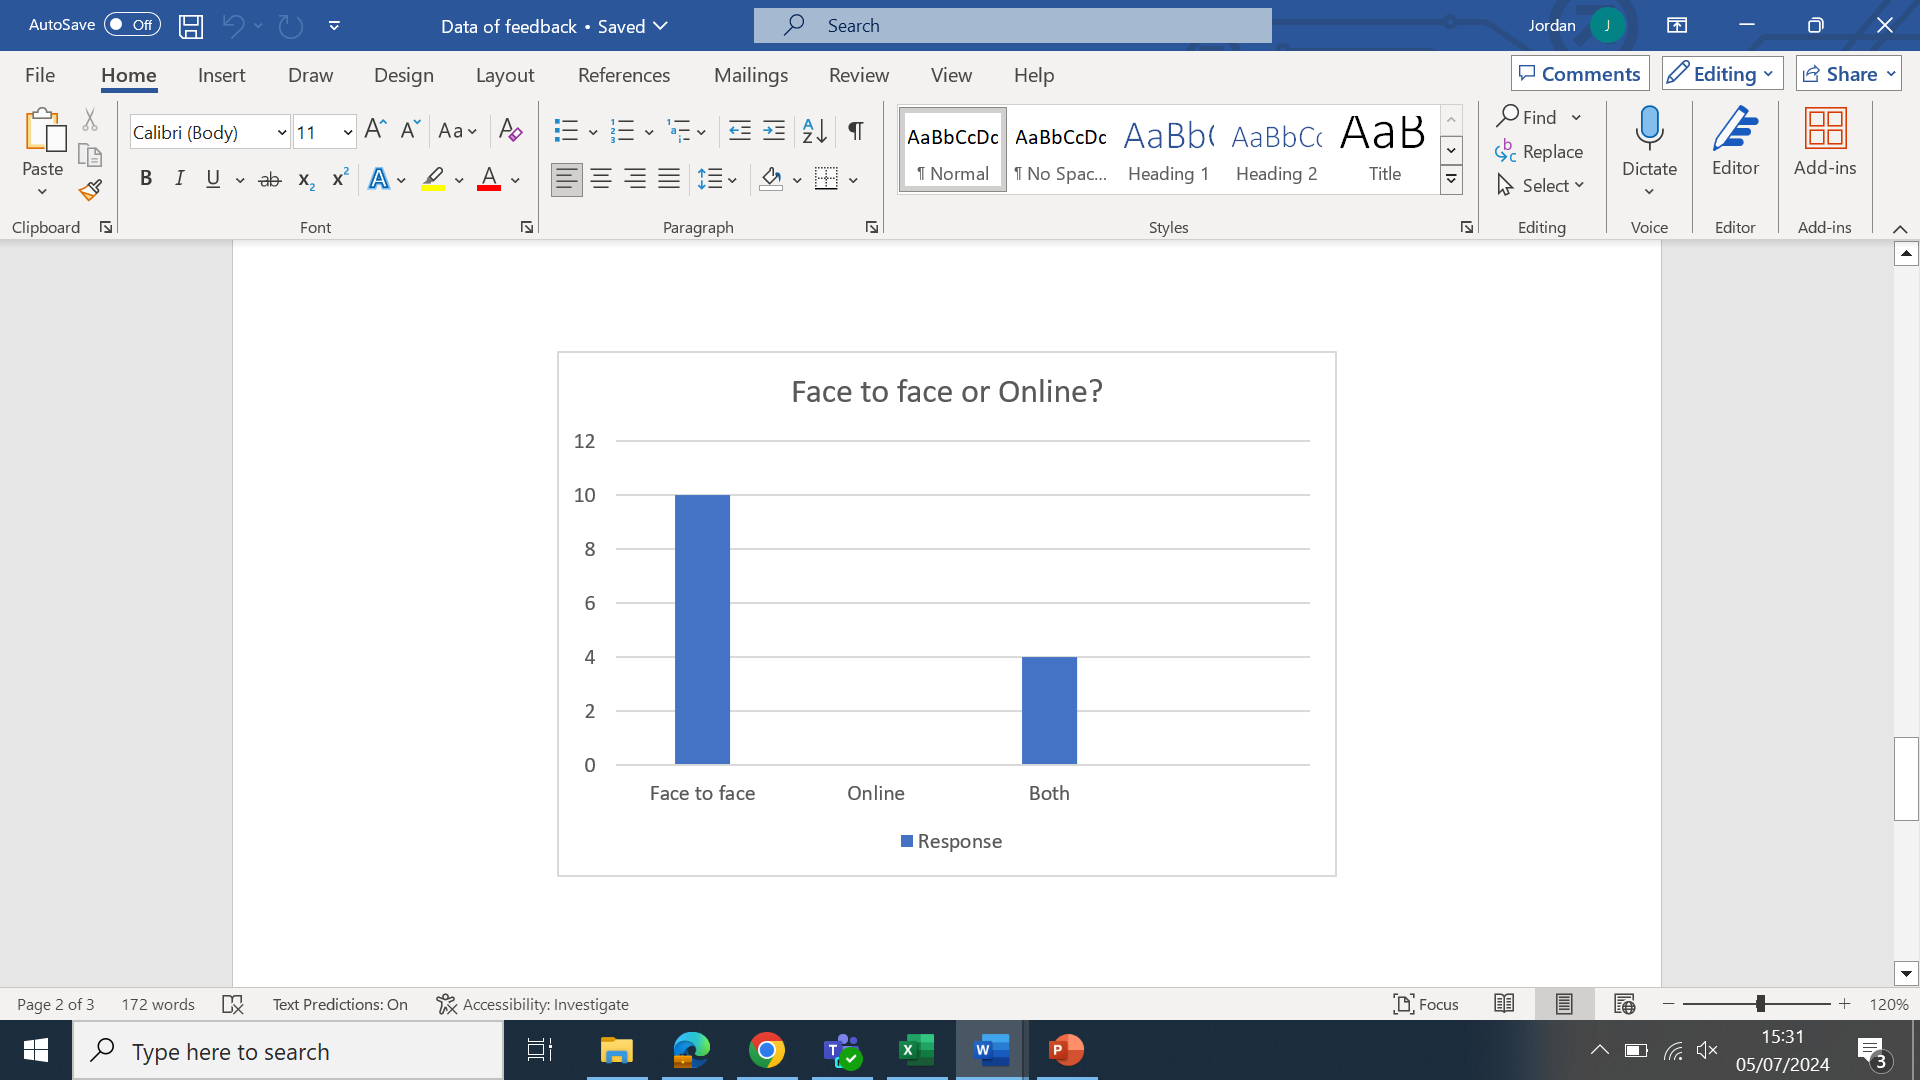 AutoSave Off Data of feedback • Saved Search Jordan J
File Home Insert Draw Design Layout References Mailings Review View Help Comments Editing Share
Calibri (Body) 11 Aa
Paste
B I U ab x2 x2 A A
AaBbCcDc AaBbCcDc AaBb( AaBbCc AaB
¶ Normal ¶ No Spac... Heading 1 Heading 2 Title
Find
Replace
Select
Dictate Editor Add-ins
Clipboard Font Paragraph Styles Editing Voice Editor Add-ins
Face to face or Online?
12
10
8
6
4
2
0
Face to face Online Both
Response
Page 2 of 3 172 words Text Predictions: On Accessibility: Investigate Focus 120%
Type here to search
15:31
05/07/2024
3